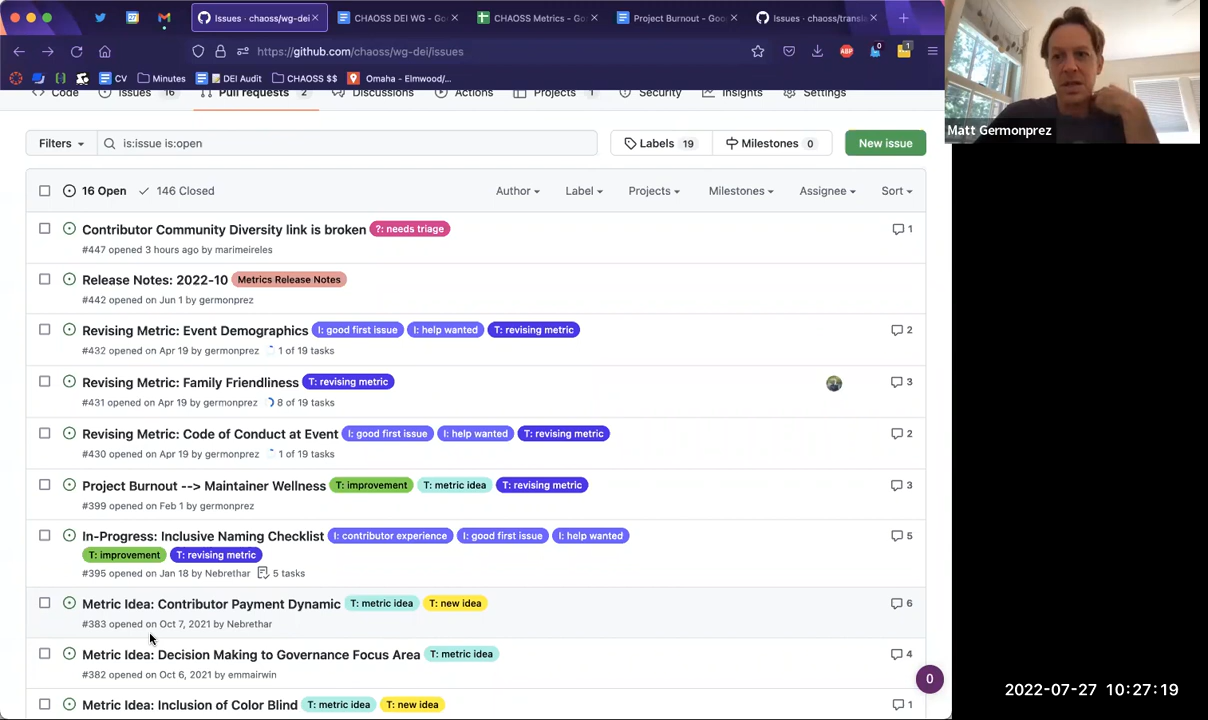 Issues · chaoss/wg-dei
CHAOSS DEI WG - Go
CHAOSS Metrics - Go
Project Burnout - Goo
Issues · chaoss/transla
https://github.com/chaoss/wg-dei/issues
ABP
0
1
CV
Minutes
DEI Audit
CHAOSS $$
Omaha - Elmwood/...
Code
Issues 16
Pull requests 2
Discussions
Actions
Projects 1
Security
Insights
Settings
Matt Germonprez
Filters
is:issue is:open
Labels 19
Milestones 0
New issue
16 Open
146 Closed
Author
Label
Projects
Milestones
Assignee
Sort
Contributor Community Diversity link is broken ?: needs triage 1
#447 opened 3 hours ago by marimeireles
Release Notes: 2022-10 Metrics Release Notes
#442 opened on Jun 1 by germonprez
Revising Metric: Event Demographics I: good first issue I: help wanted T: revising metric 2
#432 opened on Apr 19 by germonprez 1 of 19 tasks
Revising Metric: Family Friendliness T: revising metric 3
#431 opened on Apr 19 by germonprez 8 of 19 tasks
Revising Metric: Code of Conduct at Event I: good first issue I: help wanted T: revising metric 2
#430 opened on Apr 19 by germonprez 1 of 19 tasks
Project Burnout --> Maintainer Wellness T: improvement T: metric idea T: revising metric 3
#399 opened on Feb 1 by germonprez
In-Progress: Inclusive Naming Checklist I: contributor experience I: good first issue I: help wanted 5
T: improvement T: revising metric
#395 opened on Jan 18 by Nebrethar 5 tasks
Metric Idea: Contributor Payment Dynamic T: metric idea T: new idea 6
#383 opened on Oct 7, 2021 by Nebrethar
Metric Idea: Decision Making to Governance Focus Area T: metric idea 4
#382 opened on Oct 6, 2021 by emmairwin
Metric Idea: Inclusion of Color Blind T: metric idea T: new idea 1
0
2022-07-27 10:27:19